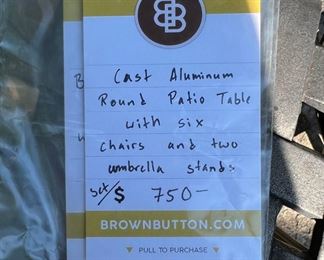 BB
Cast Aluminum
Round Patio Table
with six
chairs and two
umbrella stands
set/$ 750-
BROWNBUTTON.COM
▼ PULL TO PURCHASE ▼